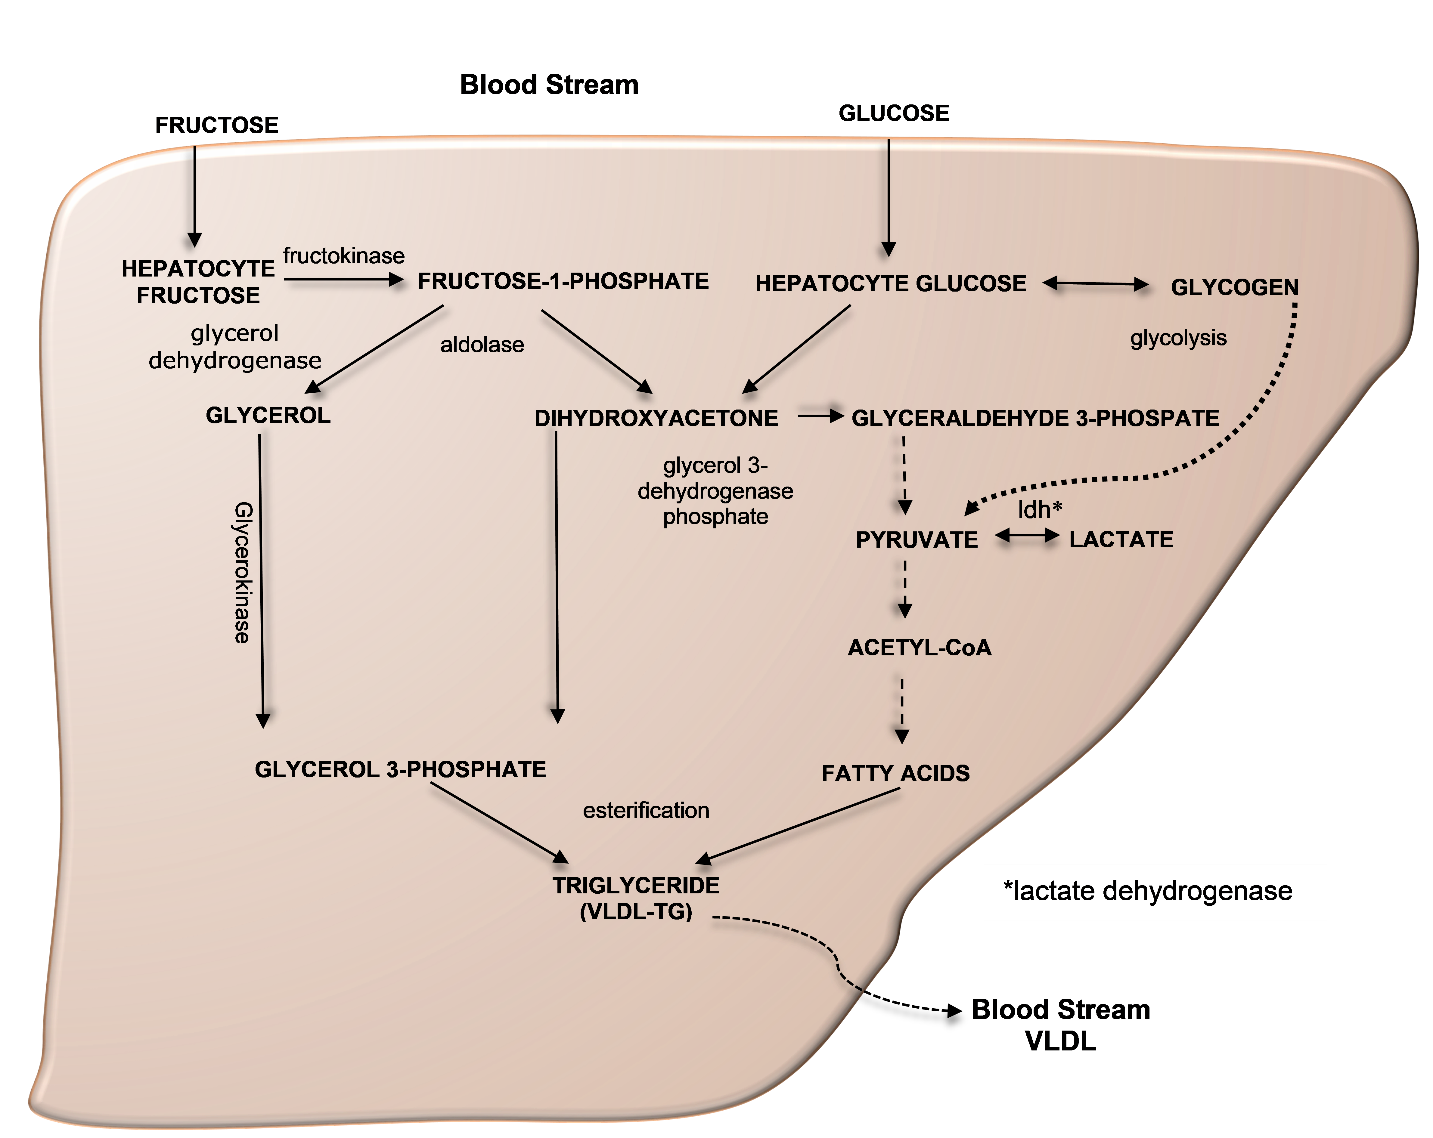 Blood Stream
FRUCTOSE
GLUCOSE
HEPATOCYTE
FRUCTOSE
fructokinase
FRUCTOSE-1-PHOSPHATE
HEPATOCYTE GLUCOSE
GLYCOGEN
glycerol
dehydrogenase
aldolase
glycolysis
GLYCEROL
DIHYDROXYACETONE
GLYCERALDEHYDE 3-PHOSPATE
glycerol 3-
dehydrogenase
phosphate
Glycerokinase
ldh*
PYRUVATE
LACTATE
ACETYL-CoA
GLYCEROL 3-PHOSPHATE
FATTY ACIDS
esterification
TRIGLYCERIDE
(VLDL-TG)
*lactate dehydrogenase
Blood Stream
VLDL